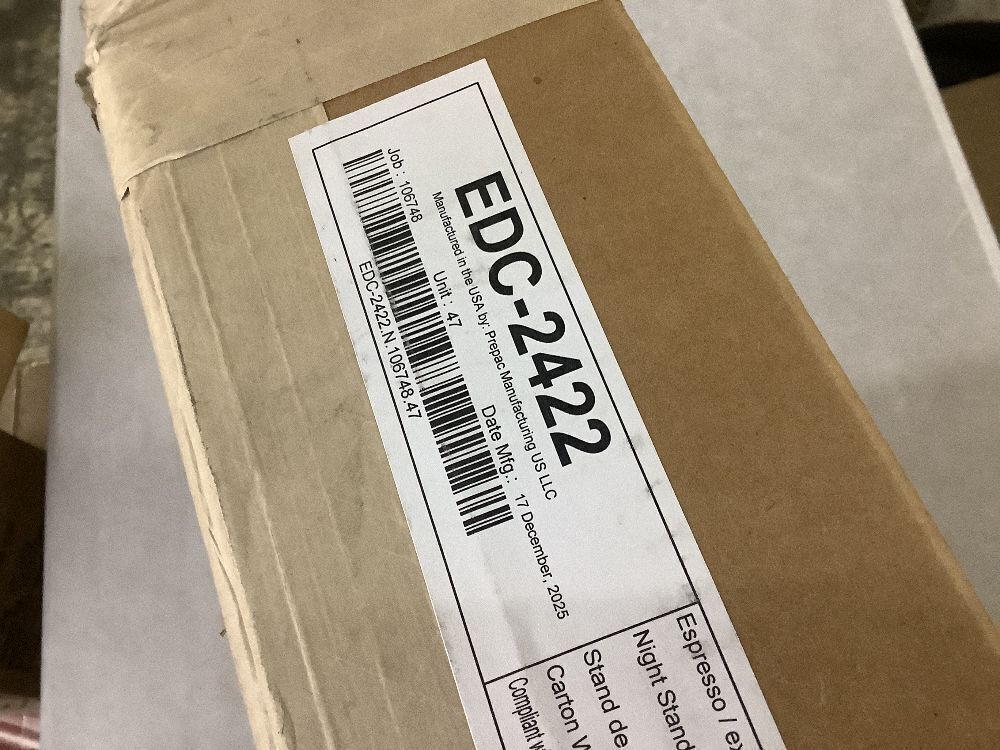 EDC-2422
Manufactured in the USA by: Prepac Manufacturing US LLC
Job : 106748 Unit : 47 Date Mfg.: 17 December, 2025
EDC-2422.N.106748.47
Espresso /
Night Stand
Stand de
Carton
Compliant